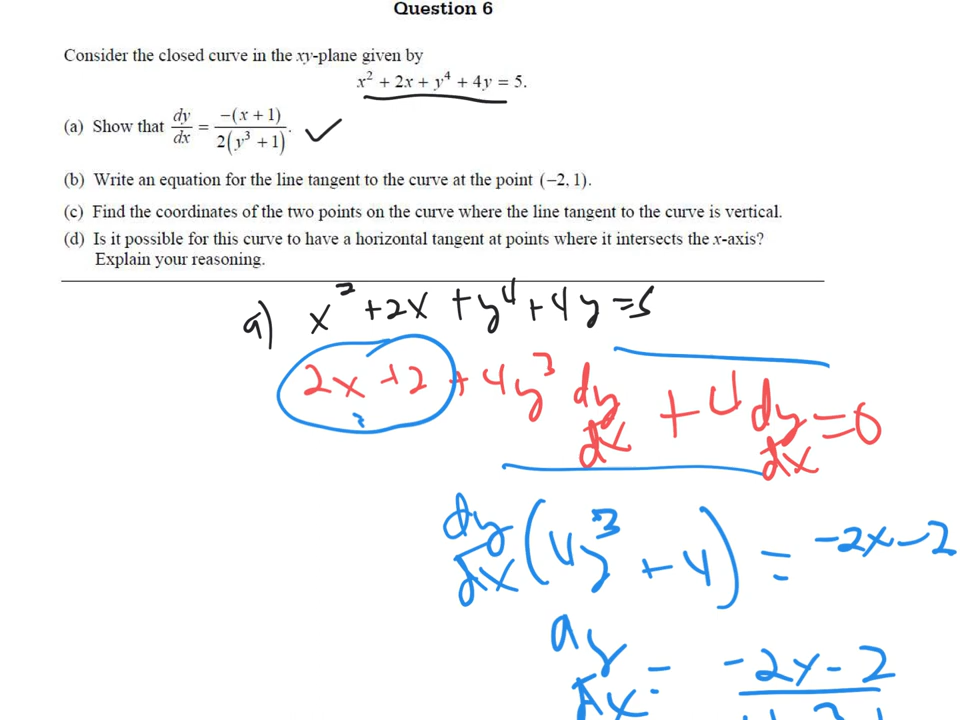 Question 6
Consider the closed curve in the xy-plane given by
x² + 2x + y⁴ + 4y = 5.
(a) Show that dy/dx = -(x + 1)/2(y³ + 1).
(b) Write an equation for the line tangent to the curve at the point (−2, 1).
(c) Find the coordinates of the two points on the curve where the line tangent to the curve is vertical.
(d) Is it possible for this curve to have a horizontal tangent at points where it intersects the x-axis?
Explain your reasoning.
a) x² + 2x + y⁴ + 4y = 5
2x + 2 + 4y³ dy/dx + 4 dy/dx = 0
dy/dx (4y³ + 4) = -2x - 2
dy/dx = -2x - 2